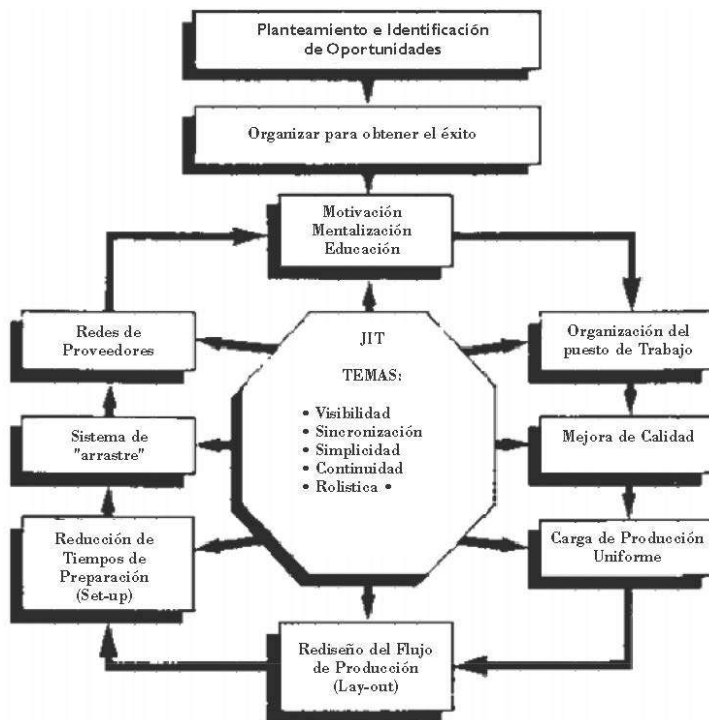 Planteamiento e Identificación
de Oportunidades
Organizar para obtener el éxito
Motivación
Mentalización
Educación
Redes de
Proveedores
JIT
TEMAS:
• Visibilidad
• Sincronización
• Simplicidad
• Continuidad
• Rolistica •
Organización del
puesto de Trabajo
Sistema de
"arrastre"
Mejora de Calidad
Reducción de
Tiempos de
Preparación
(Set-up)
Carga de Producción
Uniforme
Rediseño del Flujo
de Producción
(Lay-out)